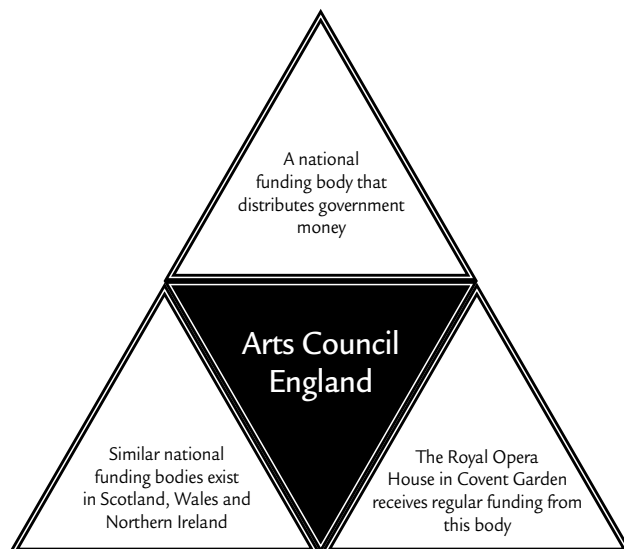 A national
funding body that
distributes government
money
Arts Council
England
Similar national
funding bodies exist
in Scotland, Wales and
Northern Ireland
The Royal Opera
House in Covent Garden
receives regular funding from
this body